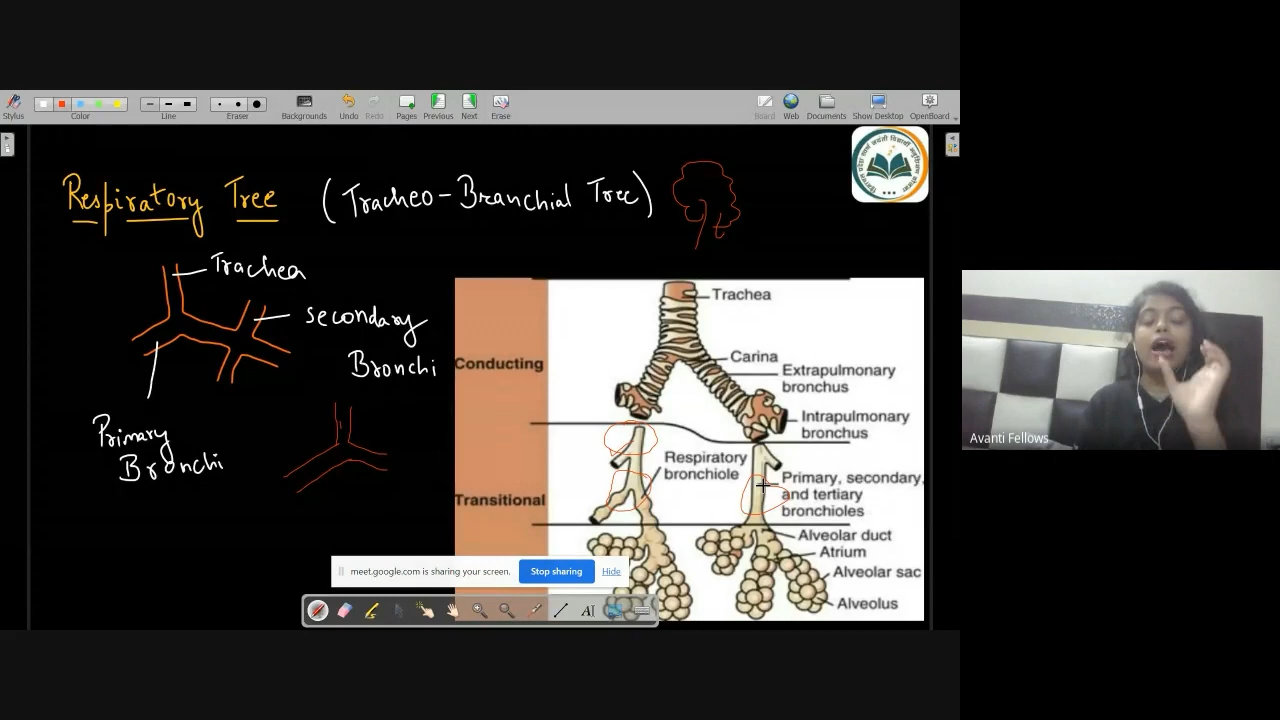 Stylus
Color
Line
Eraser
Backgrounds
Undo
Redo
Pages
Previous
Next
Erase
Board
Web
Documents
Show Desktop
OpenBoard
Respiratory Tree (Tracheo-Branchial Tree)
Trachea
secondary
Bronchi
Primary
Bronchi
Conducting
Transitional
Trachea
Carina
Extrapulmonary
bronchus
Intrapulmonary
bronchus
Respiratory
bronchiole
Primary, secondary,
and tertiary
bronchioles
Alveolar duct
Atrium
Alveolar sac
Alveolus
meet.google.com is sharing your screen.
Stop sharing
Hide
AI
Avanti Fellows